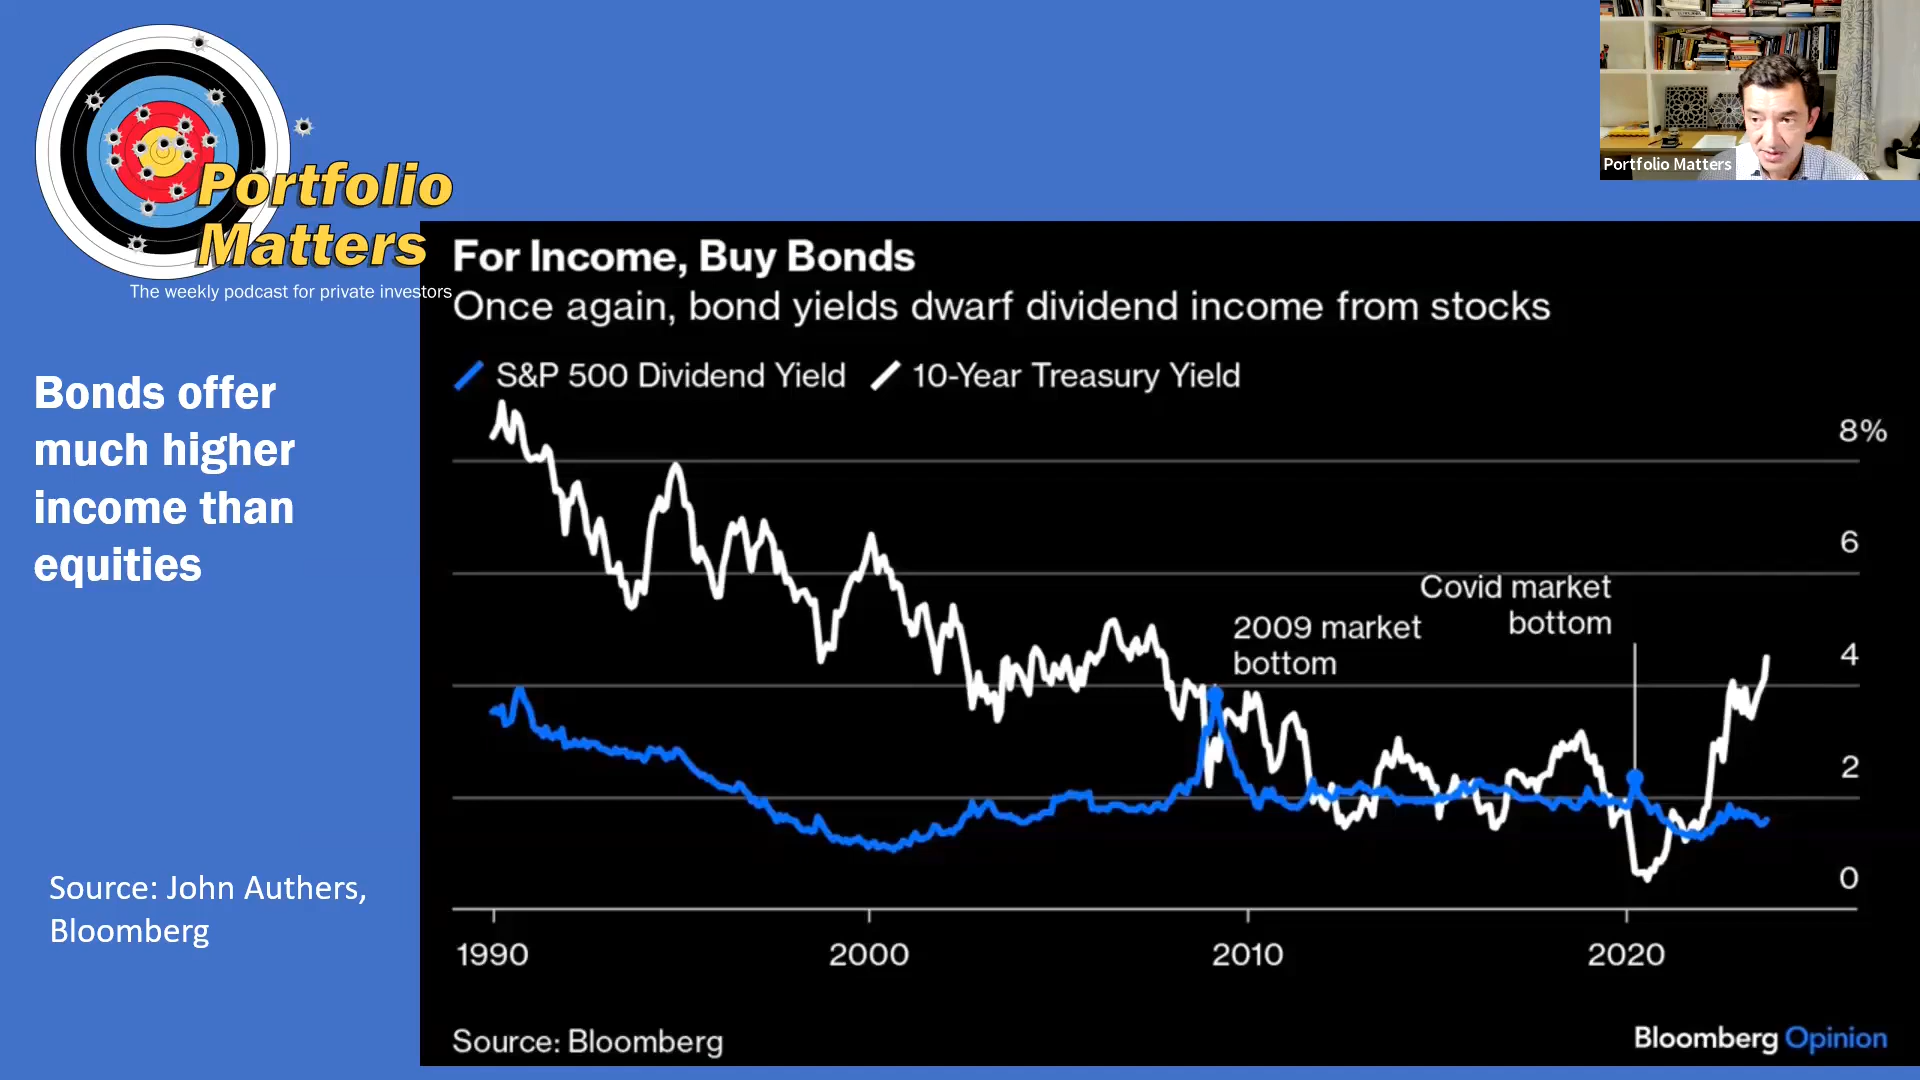 Portfolio
Matters
The weekly podcast for private investors
Portfolio Matters
Bonds offer
much higher
income than
equities
Source: John Authers,
Bloomberg
For Income, Buy Bonds
Once again, bond yields dwarf dividend income from stocks
S&P 500 Dividend Yield 10-Year Treasury Yield
8%
6
4
2
0
Covid market
bottom
2009 market
bottom
1990 2000 2010 2020
Source: Bloomberg
Bloomberg Opinion